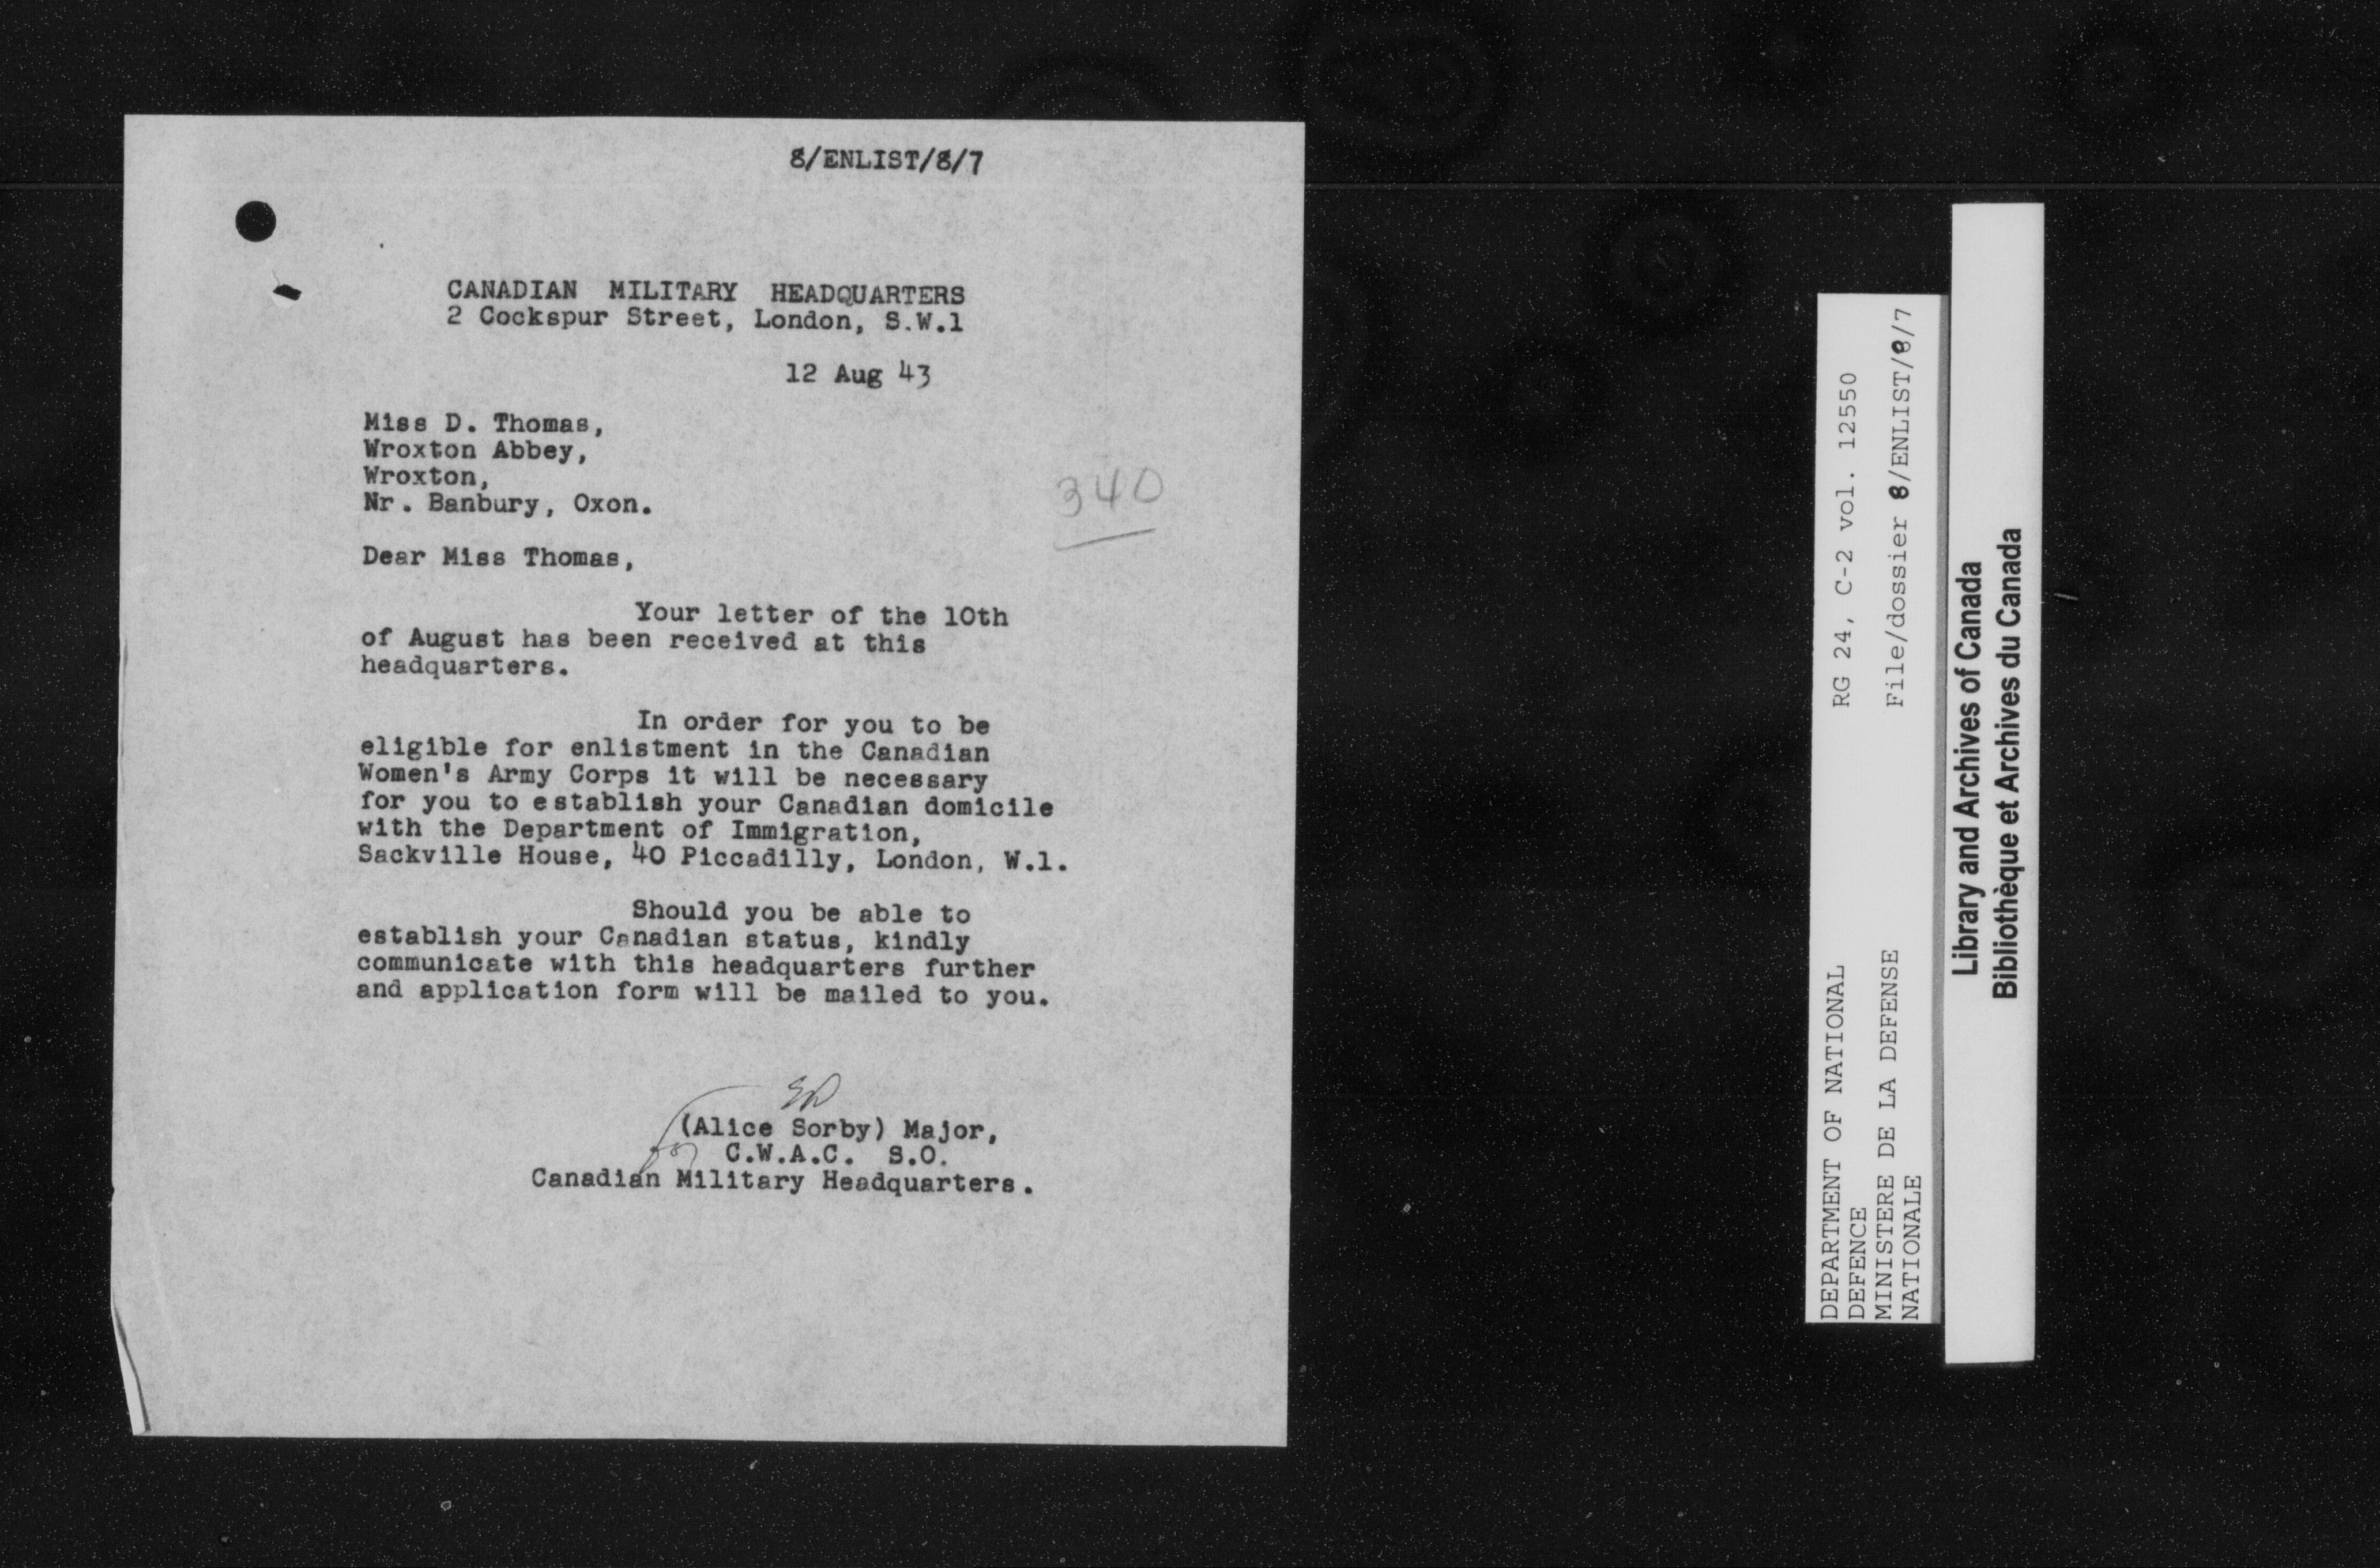 8/ENLIST/8/7
CANADIAN MILITARY HEADQUARTERS
2 Cockspur Street, London, S.W.1
12 Aug 43
Miss D. Thomas,
Wroxton Abbey,
Wroxton,
Nr. Banbury, Oxon.
340
Dear Miss Thomas,
Your letter of the 10th
of August has been received at this
headquarters.
In order for you to be
eligible for enlistment in the Canadian
Women's Army Corps it will be necessary
for you to establish your Canadian domicile
with the Department of Immigration,
Sackville House, 40 Piccadilly, London, W.1.
Should you be able to
establish your Canadian status, kindly
communicate with this headquarters further
and application form will be mailed to you.
(Alice Sorby) Major,
C.W.A.C. S.O.
Canadian Military Headquarters.
DEPARTMENT OF NATIONAL
DEFENCE
MINISTERE DE LA DEFENSE
NATIONALE
RG 24, C-2 vol. 12550
File/dossier 8/ENLIST/8/7
Library and Archives of Canada
Bibliothèque et Archives du Canada